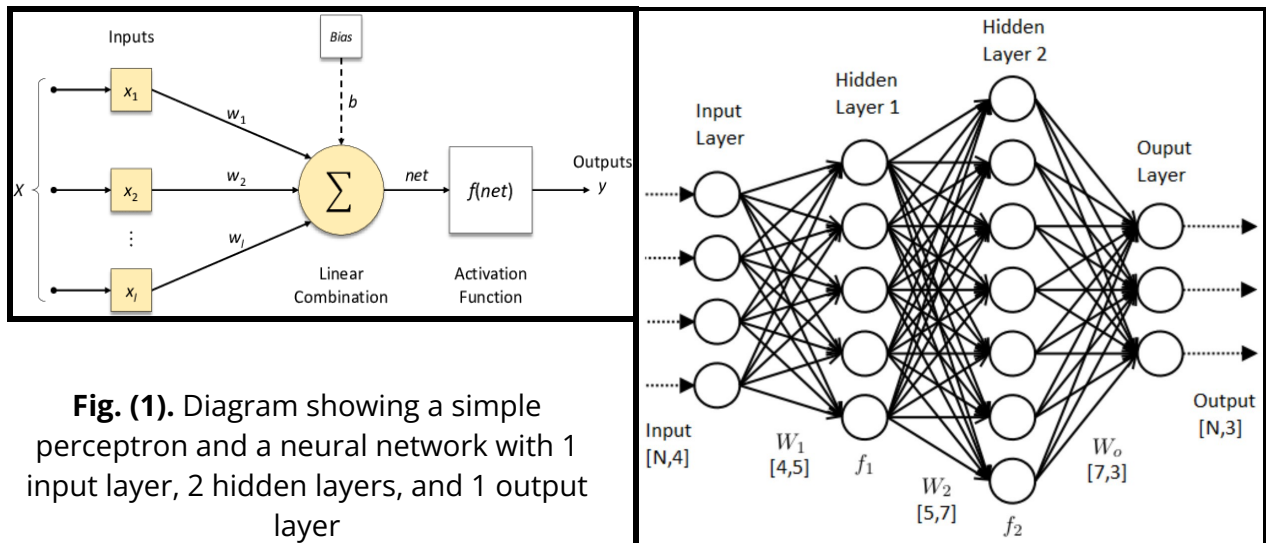 Inputs
Bias
X
x1
x2
⋮
xI
w1
w2
wI
b
∑
net
f(net)
Outputs
y
Linear
Combination
Activation
Function
Fig. (1). Diagram showing a simple
perceptron and a neural network with 1
input layer, 2 hidden layers, and 1 output
layer
Input
Layer
Hidden
Layer 1
Hidden
Layer 2
Ouput
Layer
Input
[N,4]
W1
[4,5]
f1
W2
[5,7]
f2
Wo
[7,3]
Output
[N,3]